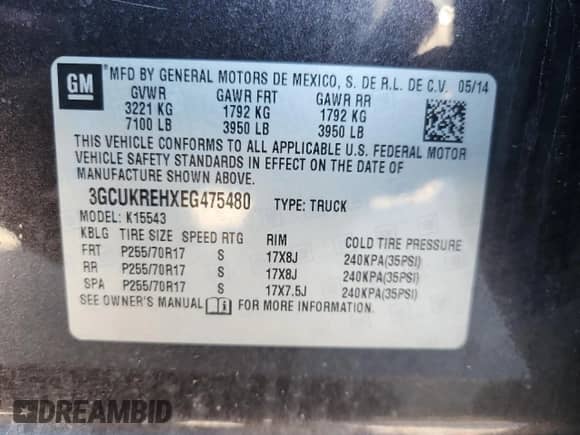 GM
®
MFD BY GENERAL MOTORS DE MEXICO, S. DE R.L. DE C.V. 05/14
GVWR GAWR FRT GAWR RR
3221 KG 1792 KG 1792 KG
7100 LB 3950 LB 3950 LB
THIS VEHICLE CONFORMS TO ALL APPLICABLE U.S. FEDERAL MOTOR
VEHICLE SAFETY STANDARDS IN EFFECT ON THE DATE OF
MANUFACTURE SHOWN ABOVE.
3GCUKREHXEG475480 TYPE: TRUCK
MODEL: K15543
KBLG TIRE SIZE SPEED RTG RIM COLD TIRE PRESSURE
FRT P255/70R17 S 17X8J 240KPA(35PSI)
RR P255/70R17 S 17X8J 240KPA(35PSI)
SPA P255/70R17 S 17X7.5J 240KPA(35PSI)
SEE OWNER'S MANUAL FOR MORE INFORMATION.
DREAMBID